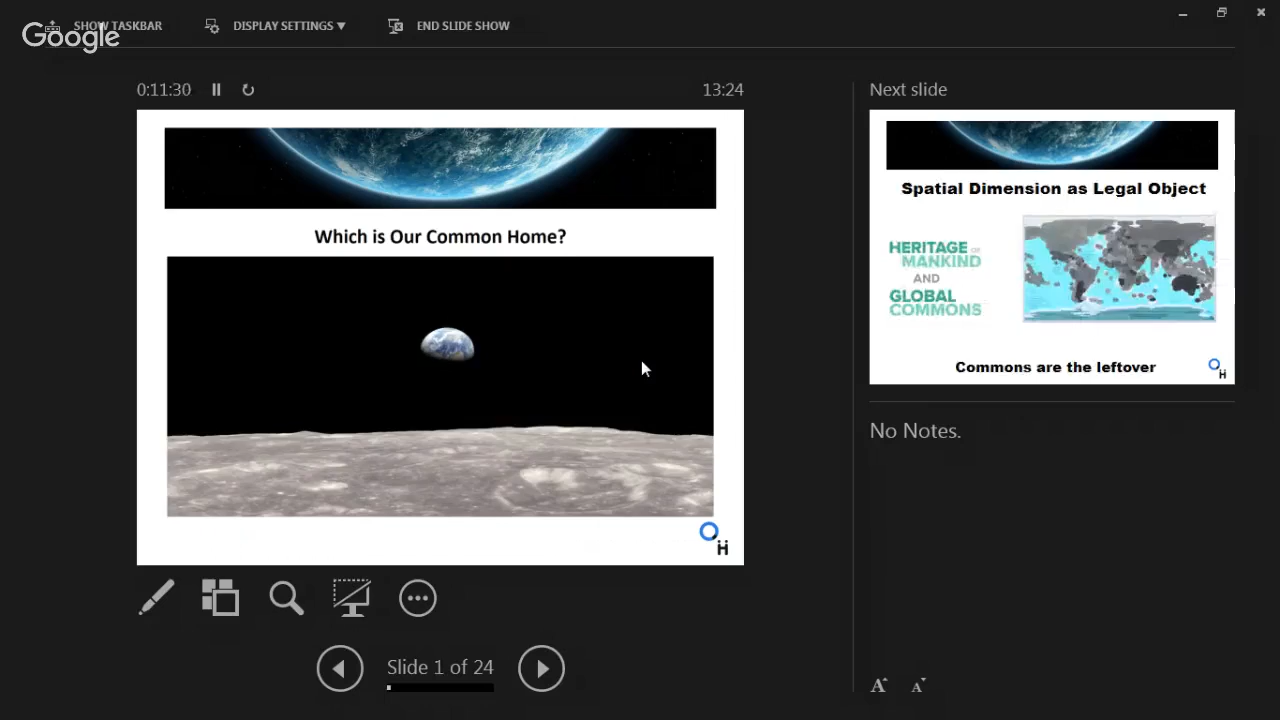 SHOW TASKBAR
DISPLAY SETTINGS ▼
END SLIDE SHOW
Google
0:11:30
13:24
Next slide
Which is Our Common Home?
H
Spatial Dimension as Legal Object
HERITAGE OF
MANKIND
AND
GLOBAL
COMMONS
Commons are the leftover
H
No Notes.
Slide 1 of 24
A A